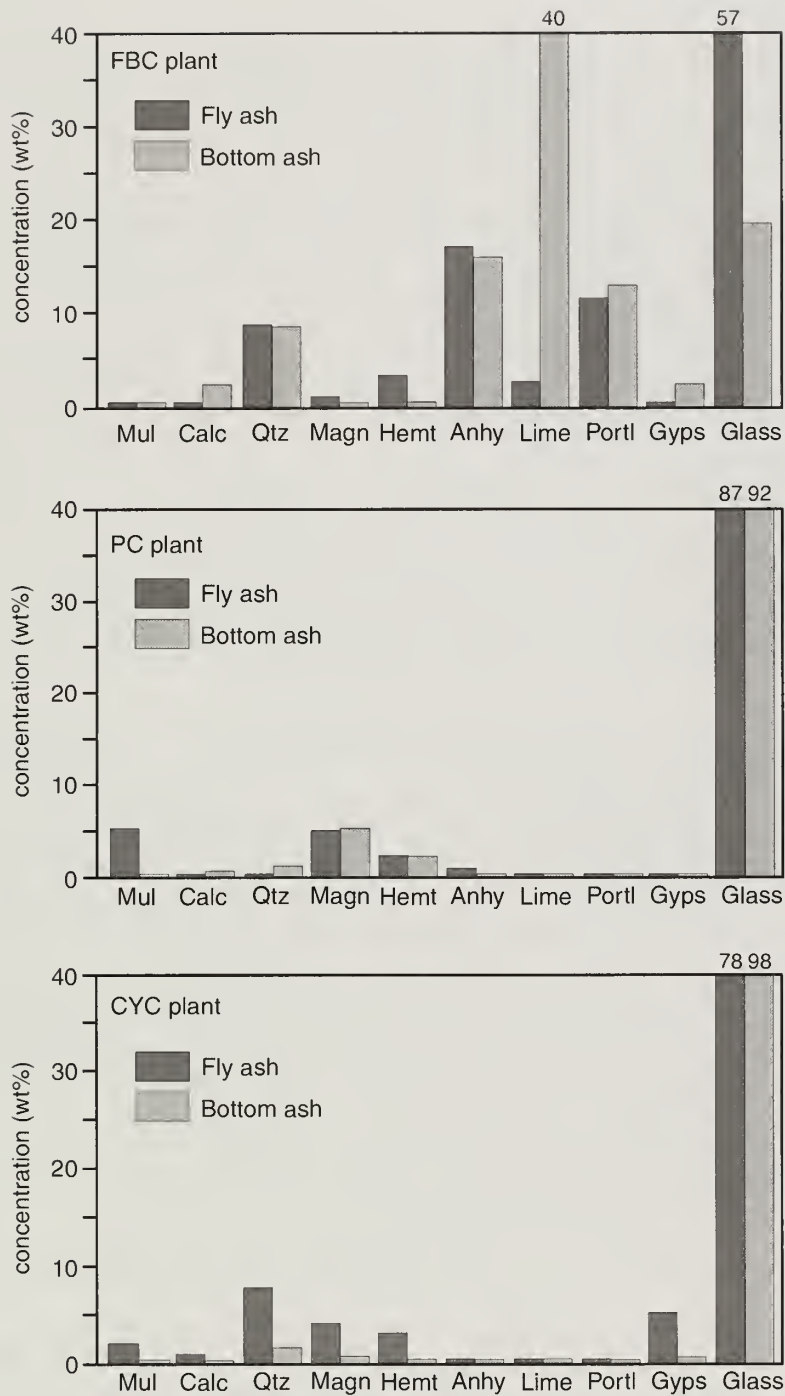 40 57
40
FBC plant
Fly ash
30
Bottom ash
20
10
0
concentration (wt%)
Mul Calc Qtz Magn Hemt Anhy Lime Portl Gyps Glass
87 92
40
PC plant
Fly ash
30
Bottom ash
20
10
0
concentration (wt%)
Mul Calc Qtz Magn Hemt Anhy Lime Portl Gyps Glass
78 98
40
CYC plant
Fly ash
30
Bottom ash
20
10
0
concentration (wt%)
Mul Calc Qtz Magn Hemt Anhy Lime Portl Gyps Glass